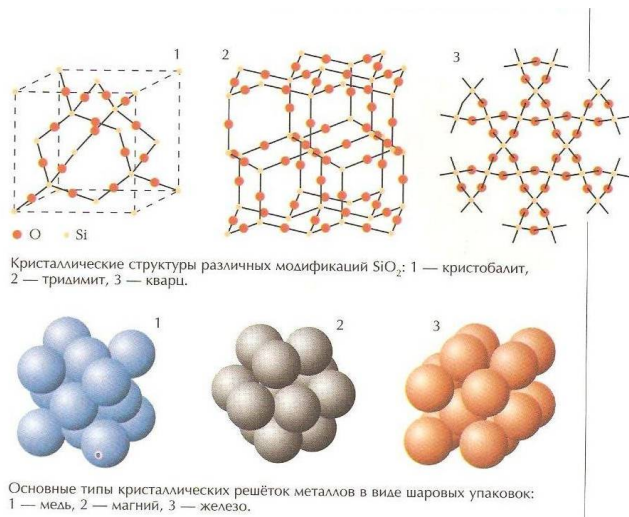 1
2
3
O Si
Кристаллические структуры различных модификаций SiO₂: 1 — кристобалит,
2 — тридимит, 3 — кварц.
1
2
3
Основные типы кристаллических решёток металлов в виде шаровых упаковок:
1 — медь, 2 — магний, 3 — железо.